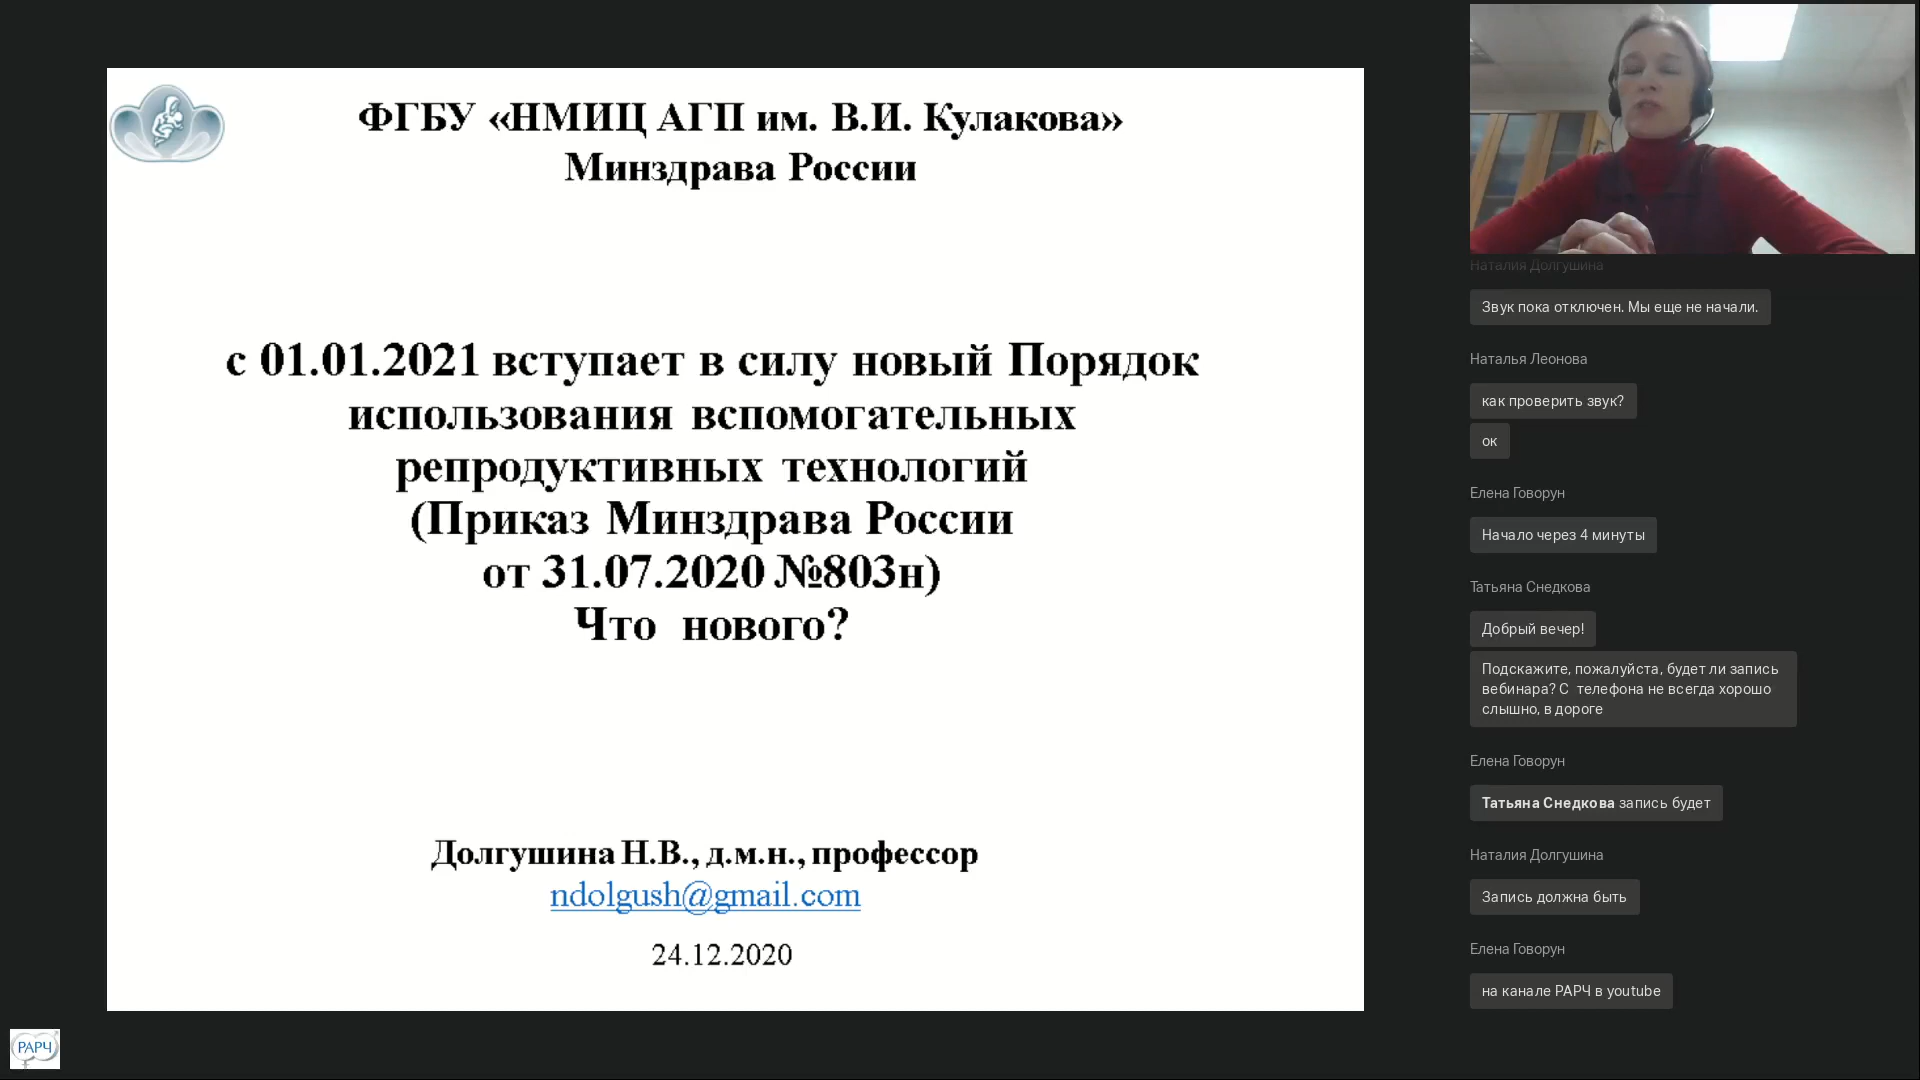 ФГБУ «НМИЦ АГП им. В.И. Кулакова»
Минздрава России
с 01.01.2021 вступает в силу новый Порядок
использования вспомогательных
репродуктивных технологий
(Приказ Минздрава России
от 31.07.2020 №803н)
Что нового?
Долгушина Н.В., д.м.н., профессор
ndolgush@gmail.com
24.12.2020
РАРЧ
Наталия Долгушина
Звук пока отключен. Мы еще не начали.
Наталья Леонова
как проверить звук?
ок
Елена Говорун
Начало через 4 минуты
Татьяна Снедкова
Добрый вечер!
Подскажите, пожалуйста, будет ли запись
вебинара? С телефона не всегда хорошо
слышно, в дороге
Елена Говорун
Татьяна Снедкова запись будет
Наталия Долгушина
Запись должна быть
Елена Говорун
на канале РАРЧ в youtube